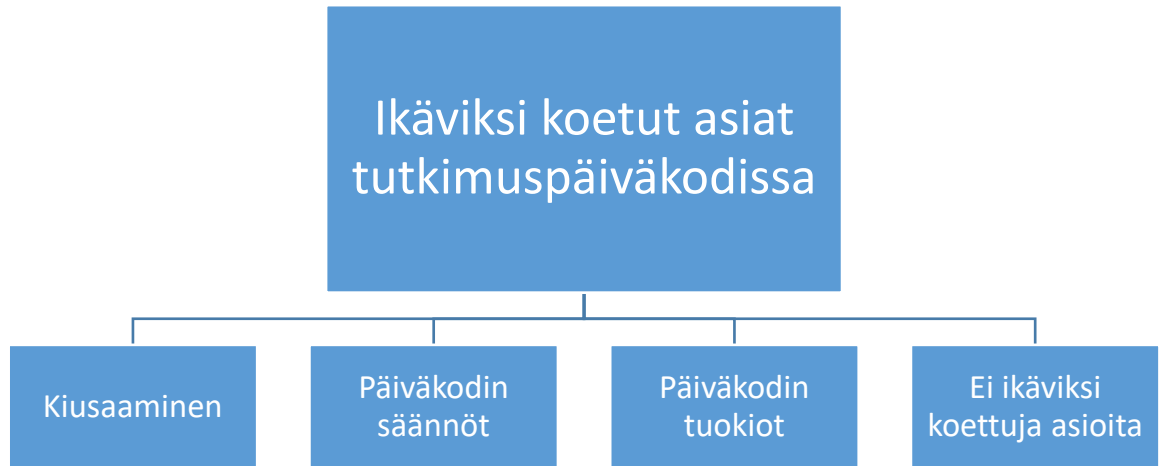 Ikäviksi koetut asiat
tutkimuspäiväkodissa
Kiusaaminen
Päiväkodin
säännöt
Päiväkodin
tuokiot
Ei ikäviksi
koettuja asioita